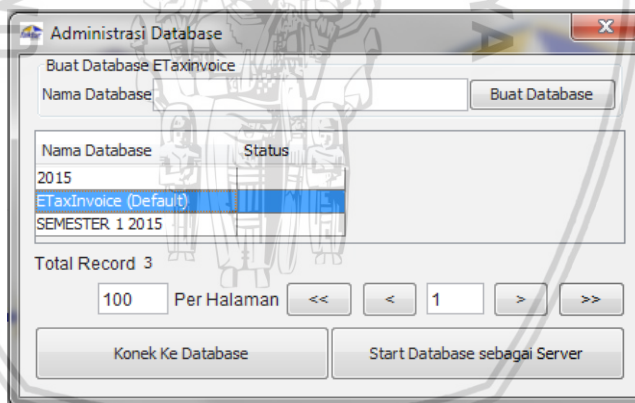 Administrasi Database
Buat Database ETaxinvoice
Nama Database
Buat Database
Nama Database Status
2015
ETaxInvoice (Default)
SEMESTER 1 2015
Total Record 3
100 Per Halaman << < 1 > >>
Konek Ke Database
Start Database sebagai Server